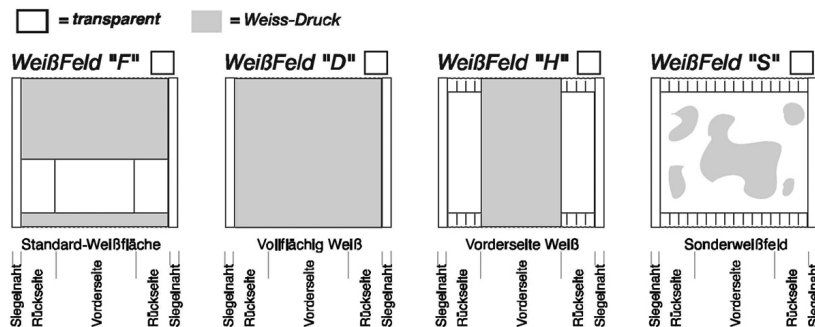 = transparent
= Weiss-Druck
WeißFeld "F"
WeißFeld "D"
WeißFeld "H"
WeißFeld "S"
Standard-Weißfläche
Vollflächig Weiß
Vorderseite Weiß
Sonderweißfeld
Siegelnaht
Rückseite
Vorderseite
Rückseite
Siegelnaht
Siegelnaht
Rückseite
Vorderseite
Rückseite
Siegelnaht
Siegelnaht
Rückseite
Vorderseite
Rückseite
Siegelnaht
Siegelnaht
Rückseite
Vorderseite
Rückseite
Siegelnaht